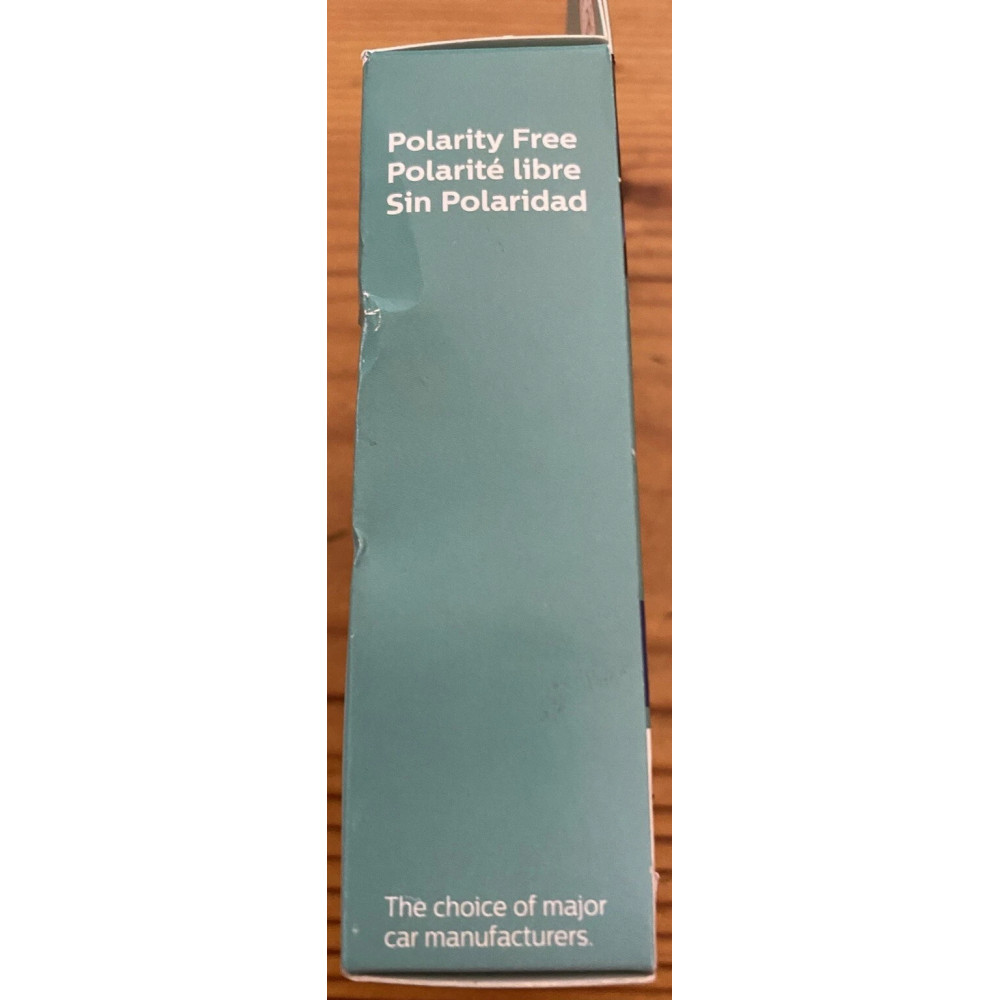 Polarity Free
Polarité libre
Sin Polaridad
The choice of major
car manufacturers.